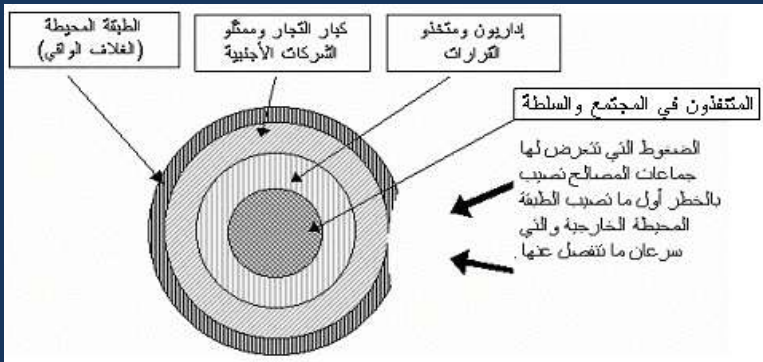 الطبقة المحيطة
(الغلاف الواقي)
كبار التجار وممثلو
الشركات الأجنبية
إداريون ومتخذو
القرارات
المتنفذون في المجتمع والسلطة
الضغوط التي تتعرض لها
جماعات المصالح تصيب
بالخطر أول ما تصيب الطبقة
المحيطة الخارجية والتي
سرعان ما تنفصل عنها.